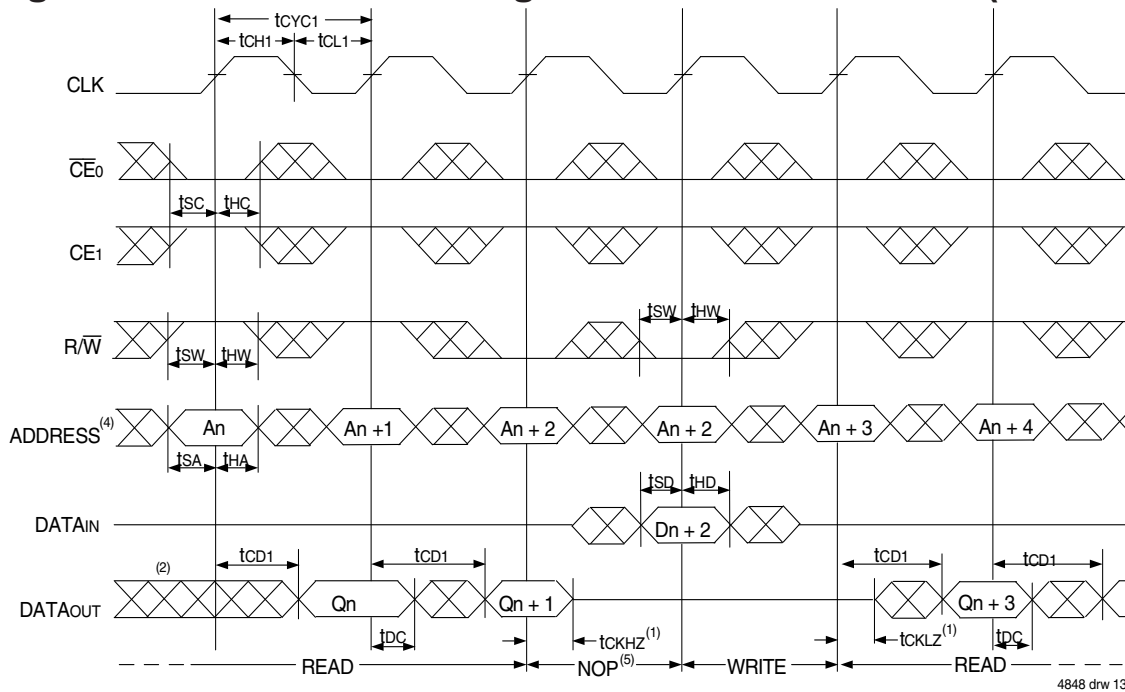 tCYC1
tCH1 tCL1
CLK
CE0
tSC tHC
CE1
tSW tHW
R/W
tSW tHW
ADDRESS(4) An An +1 An + 2 An + 2 An + 3 An + 4
tSA tHA
tSD tHD
DATAIN Dn + 2
tCD1 tCD1 tCD1 tCD1
(2)
DATAOUT Qn Qn + 1 Qn + 3
tDC tCKHZ(1) tCKLZ(1) tDC
READ NOP(5) WRITE READ
4848 drw 13